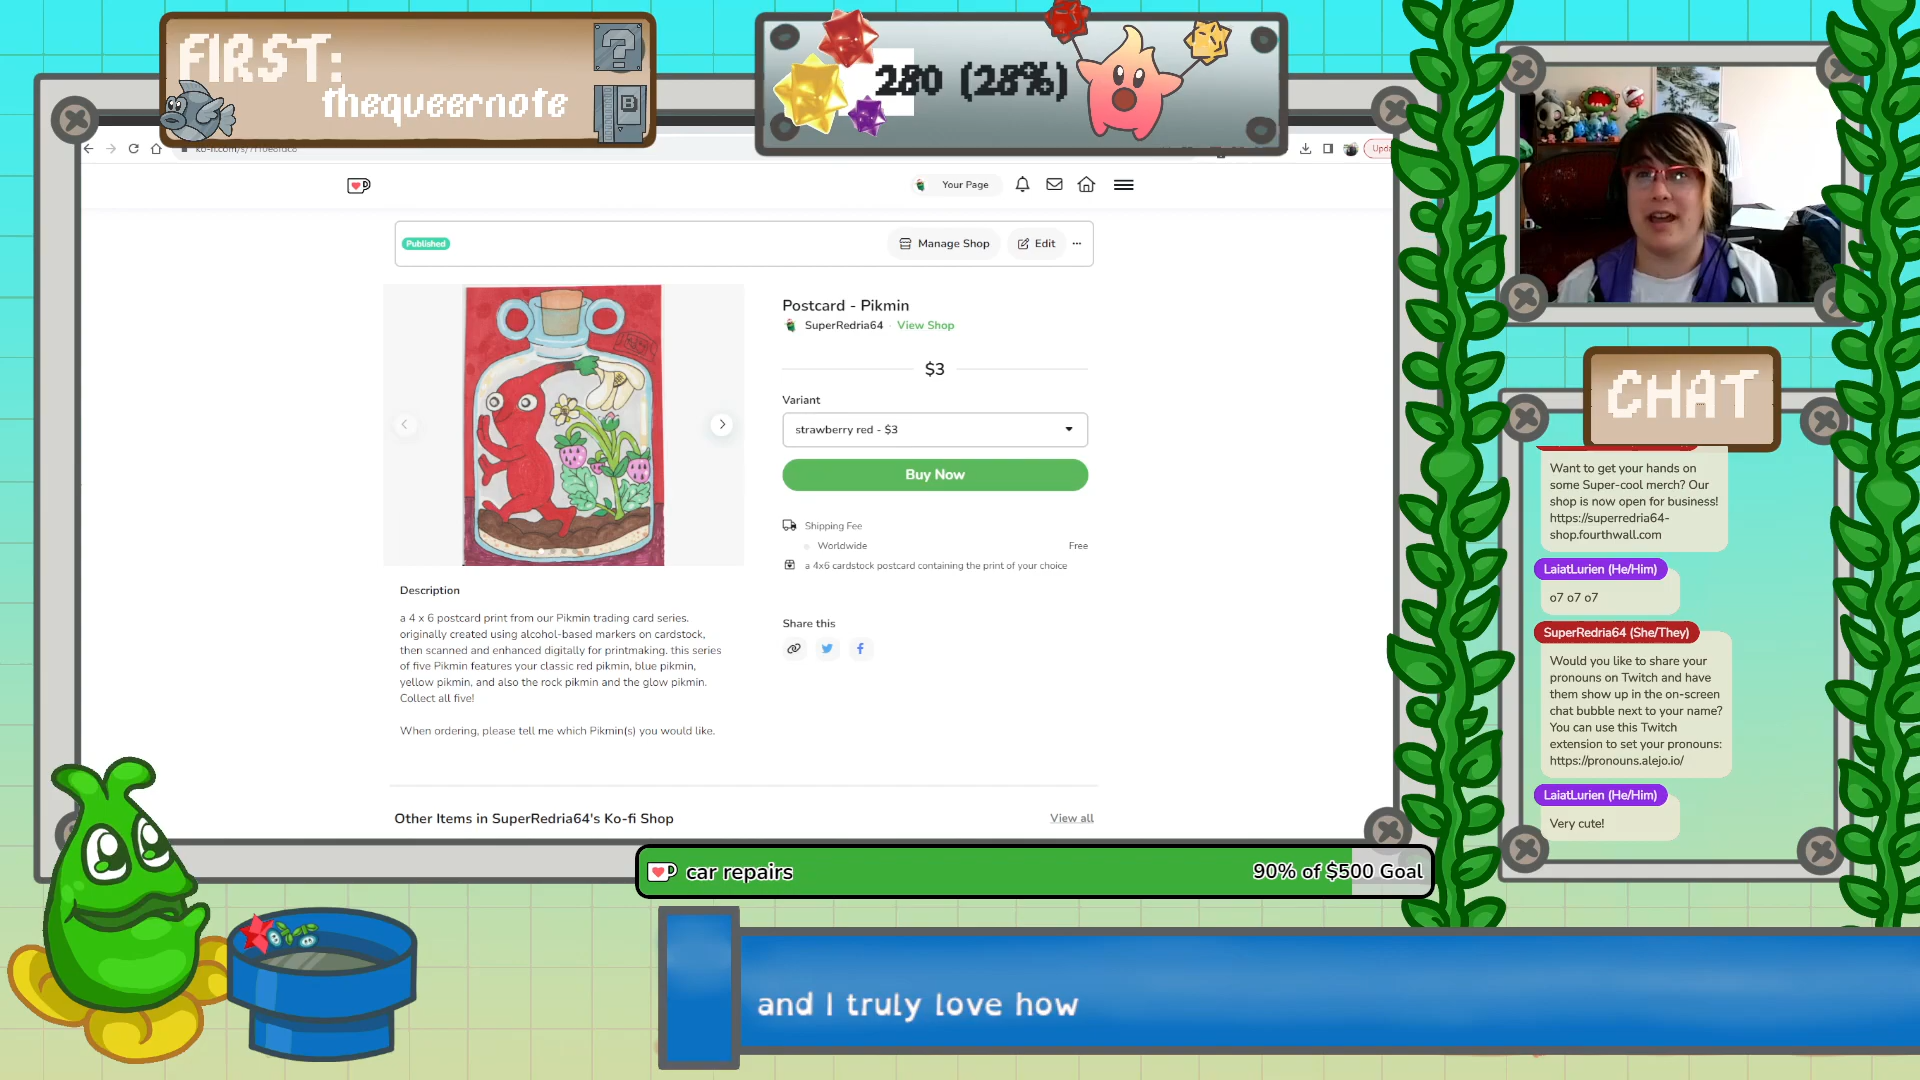 FIRST:
thequeernote
280 (28%)
Your Page
Published
Manage Shop
Edit
Postcard - Pikmin
SuperRedria64 · View Shop
$3
Variant
strawberry red - $3
Buy Now
Shipping Fee
Worldwide
Free
a 4x6 cardstock postcard containing the print of your choice
Share this
Description
a 4 x 6 postcard print from our Pikmin trading card series.
originally created using alcohol-based markers on cardstock,
then scanned and enhanced digitally for printmaking. this series
of five Pikmin features your classic red pikmin, blue pikmin,
yellow pikmin, and also the rock pikmin and the glow pikmin.
Collect all five!
When ordering, please tell me which Pikmin(s) you would like.
Other Items in SuperRedria64's Ko-fi Shop
View all
CHAT
Want to get your hands on
some Super-cool merch? Our
shop is now open for business!
https://superredria64-
shop.fourthwall.com
LaiatLurien (He/Him)
o7 o7 o7
SuperRedria64 (She/They)
Would you like to share your
pronouns on Twitch and have
them show up in the on-screen
chat bubble next to your name?
You can use this Twitch
extension to set your pronouns:
https://pronouns.alejo.io/
LaiatLurien (He/Him)
Very cute!
car repairs
90% of $500 Goal
and I truly love how